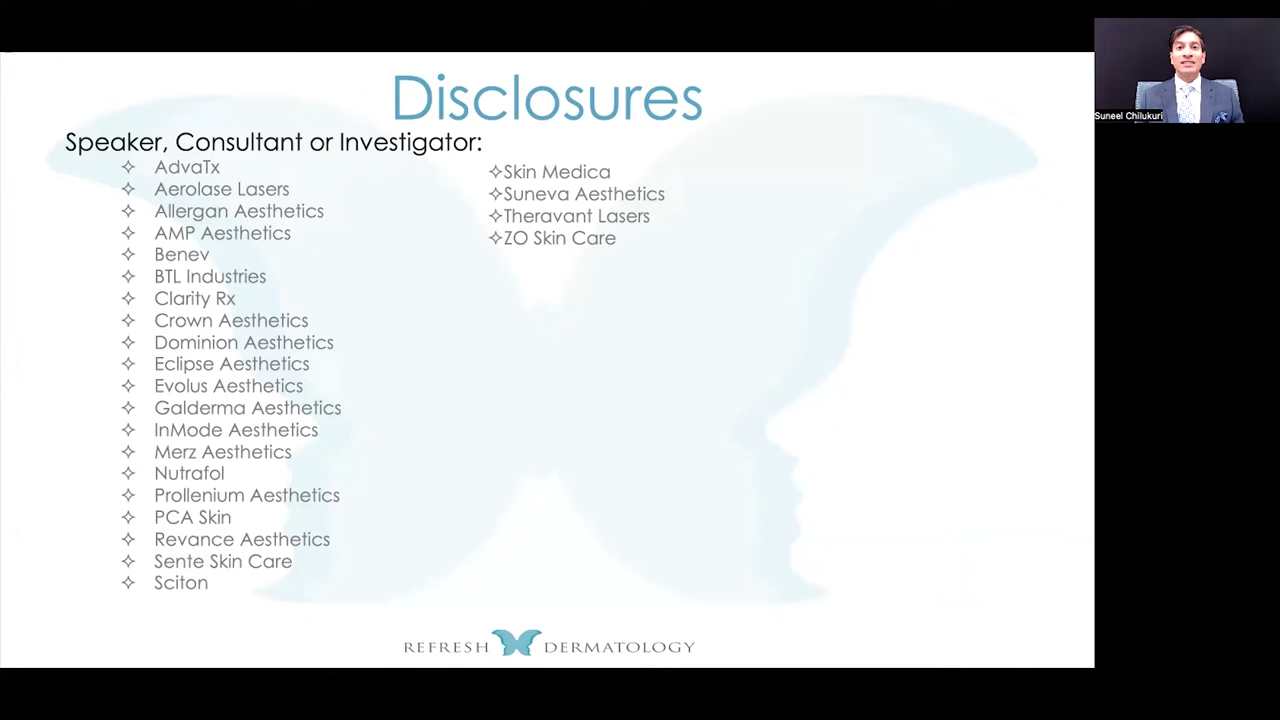 Disclosures
Speaker, Consultant or Investigator:
AdvaTx
Aerolase Lasers
Allergan Aesthetics
AMP Aesthetics
Benev
BTL Industries
Clarity Rx
Crown Aesthetics
Dominion Aesthetics
Eclipse Aesthetics
Evolus Aesthetics
Galderma Aesthetics
InMode Aesthetics
Merz Aesthetics
Nutrafol
Prollenium Aesthetics
PCA Skin
Revance Aesthetics
Sente Skin Care
Sciton
Skin Medica
Suneva Aesthetics
Theravant Lasers
ZO Skin Care
REFRESH DERMATOLOGY
Suneel Chilukuri